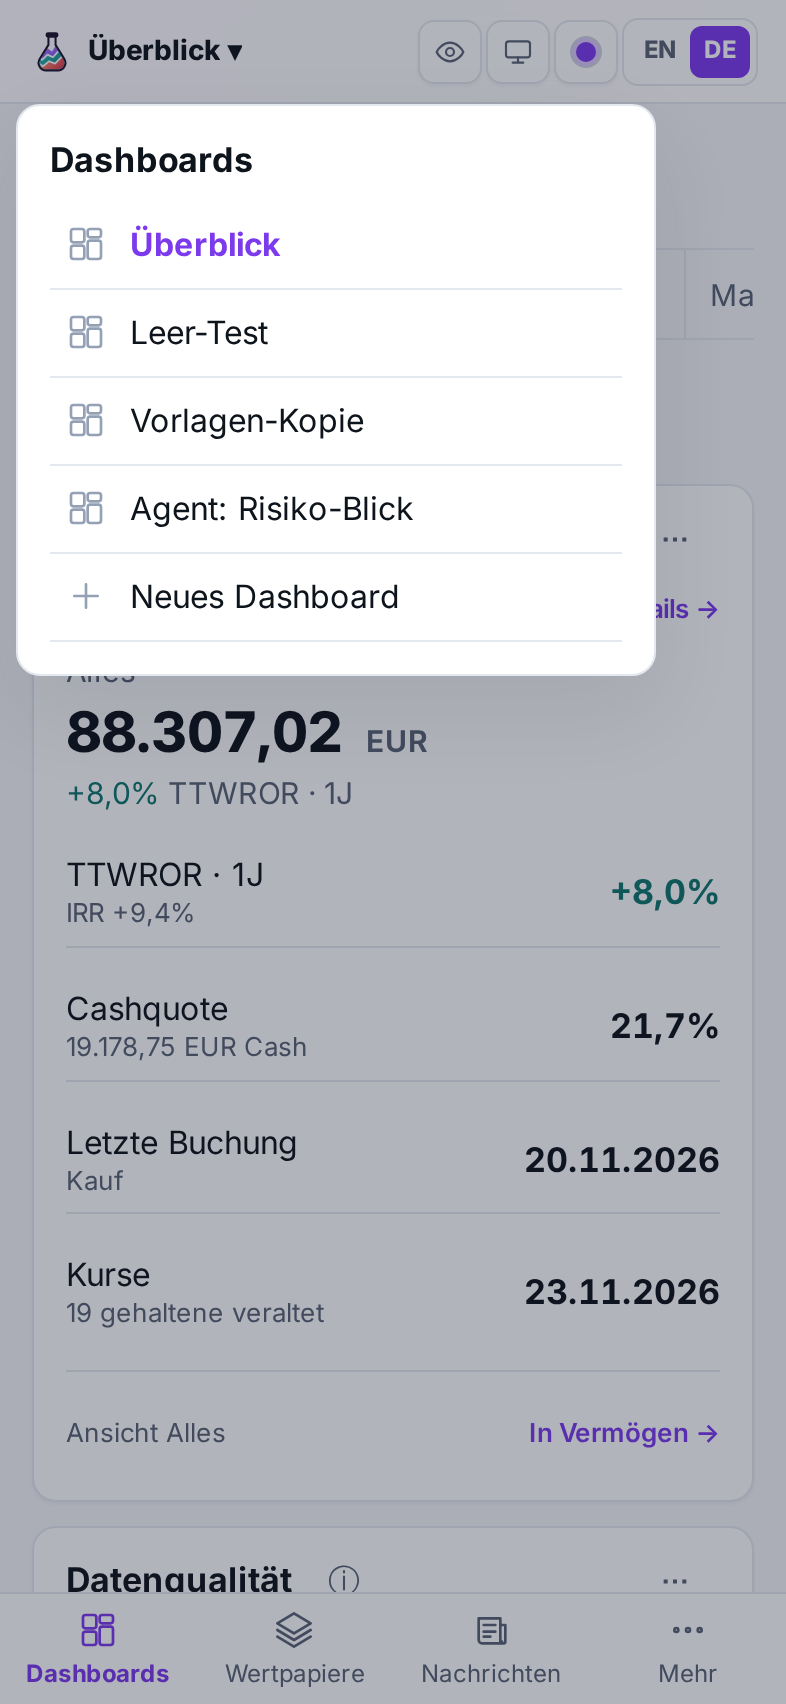 Überblick ▾
EN DE
Dashboards
Überblick
Leer-Test
Vorlagen-Kopie
Agent: Risiko-Blick
Neues Dashboard
Ma
...
ails →
Alles
88.307,02 EUR
+8,0% TTWROR · 1J
TTWROR · 1J
+8,0%
IRR +9,4%
Cashquote
21,7%
19.178,75 EUR Cash
Letzte Buchung
20.11.2026
Kauf
Kurse
23.11.2026
19 gehaltene veraltet
Ansicht Alles
In Vermögen →
Datenqualität ⓘ ...
Dashboards
Wertpapiere
Nachrichten
Mehr